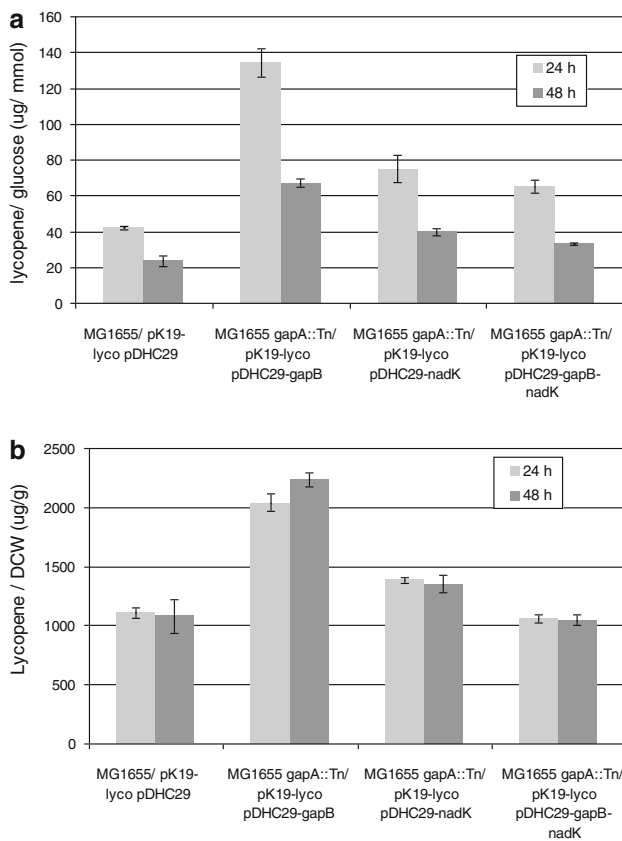 a
lycopene/ glucose (ug/ mmol)
160
140
120
100
80
60
40
20
0
24 h
48 h
MG1655/ pK19-
lyco pDHC29
MG1655 gapA::Tn/
pK19-lyco
pDHC29-gapB
MG1655 gapA::Tn/
pK19-lyco
pDHC29-nadK
MG1655 gapA::Tn/
pK19-lyco
pDHC29-gapB-
nadK
b
Lycopene / DCW (ug/g)
2500
2000
1500
1000
500
0
24 h
48 h
MG1655/ pK19-
lyco pDHC29
MG1655 gapA::Tn/
pK19-lyco
pDHC29-gapB
MG1655 gapA::Tn/
pK19-lyco
pDHC29-nadK
MG1655 gapA::Tn/
pK19-lyco
pDHC29-gapB-
nadK